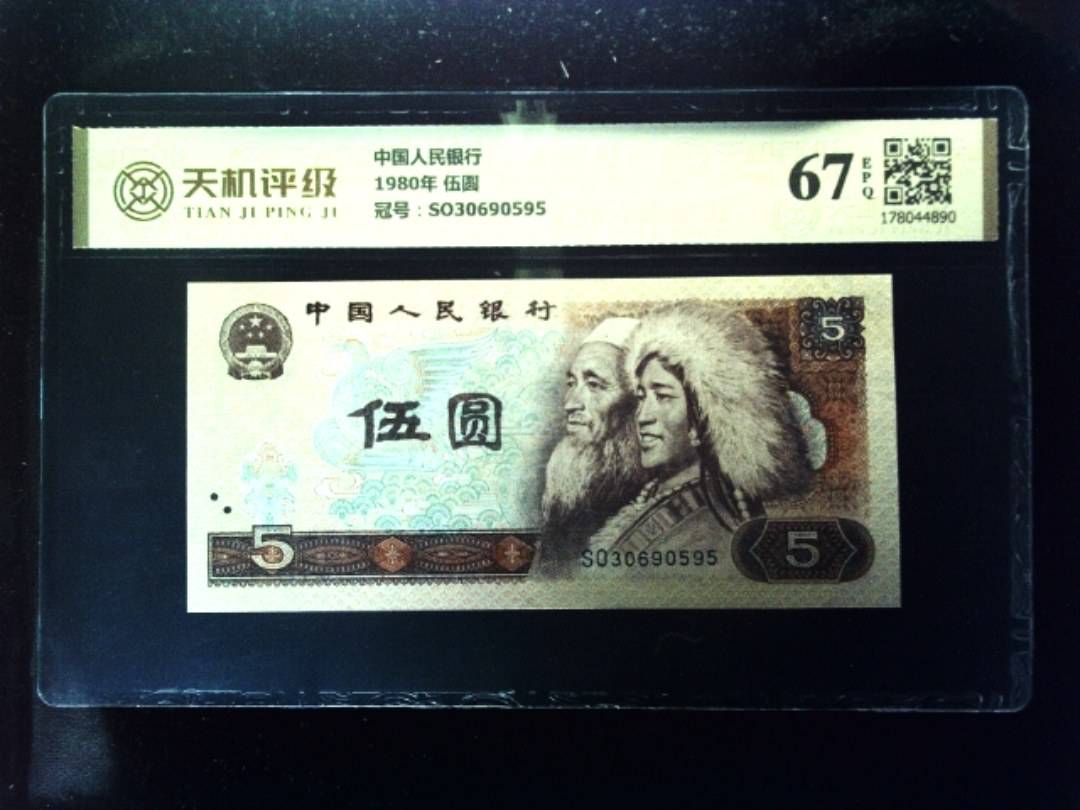 天机评级
TIAN JI PING JI
中国人民银行
1980年 伍圆
冠号：SO30690595
67
EPQ
178044890
中国人民银行
5
伍圆
5
SO30690595
5